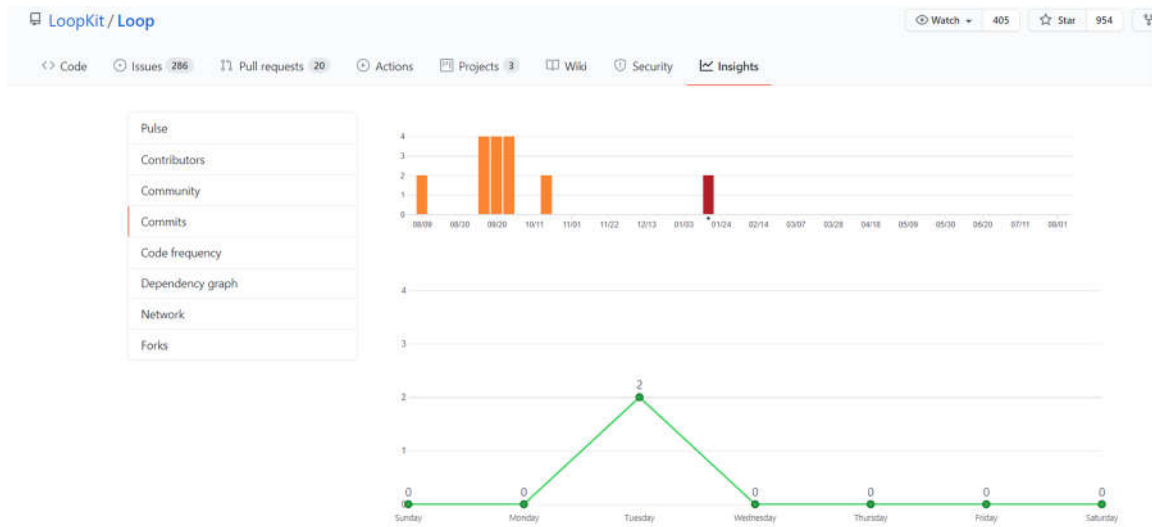 LoopKit / Loop
Watch 405 Star 954
Code Issues 286 Pull requests 20 Actions Projects 3 Wiki Security Insights
Pulse
Contributors
Community
Commits
Code frequency
Dependency graph
Network
Forks
4
3
2
1
0
08/09 08/30 09/20 10/11 11/01 11/22 12/13 01/03 01/24 02/14 03/07 03/28 04/18 05/09 05/30 06/20 07/11 08/01
4
3
2
2
1
0 0 0 0 0 0
0
Sunday Monday Tuesday Wednesday Thursday Friday Saturday